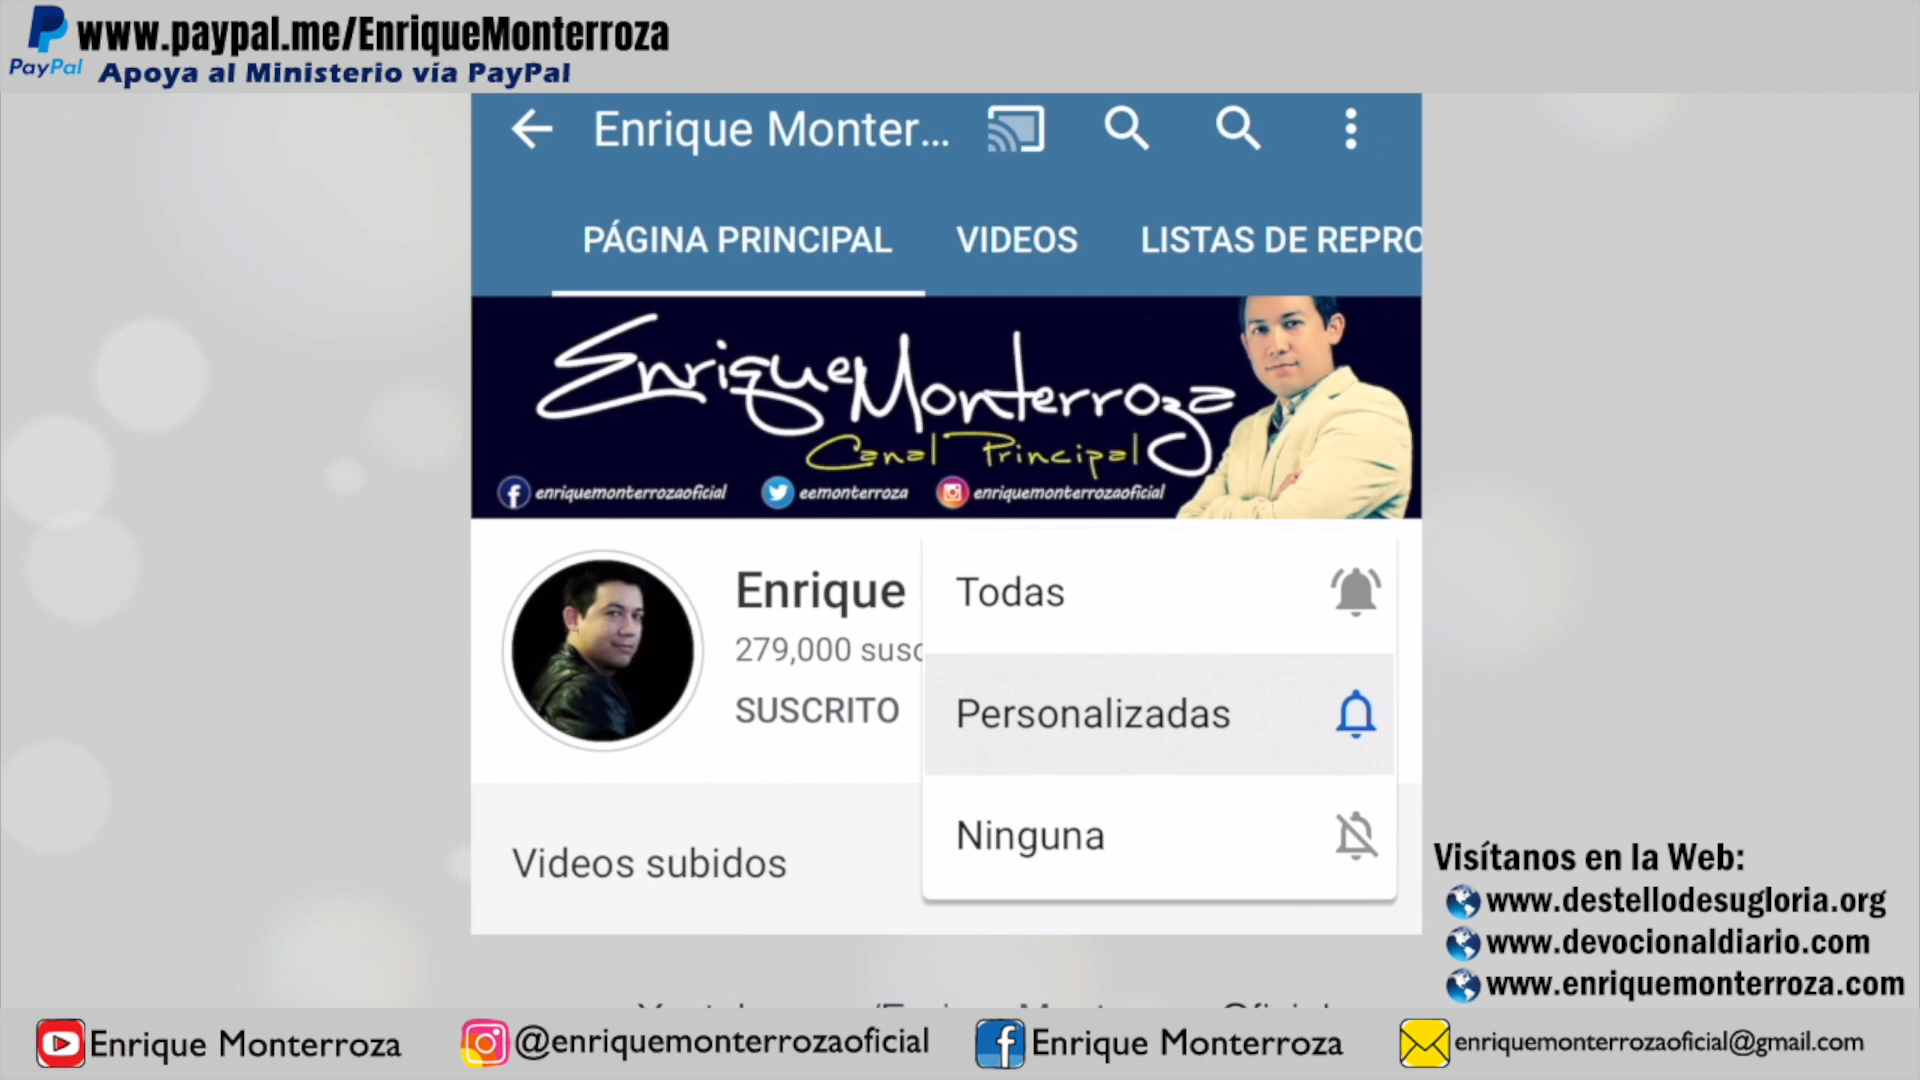 www.paypal.me/EnriqueMonterroza
PayPal
Apoya al Ministerio vía PayPal
Enrique Monter...
PÁGINA PRINCIPAL VIDEOS LISTAS DE REPRO
Enrique Monterroza
Canal Principal
enriquemonterrozaoficial eemonterroza enriquemonterrozaoficial
Enrique
279,000 susc
SUSCRITO
Todas
Personalizadas
Ninguna
Videos subidos
Visítanos en la Web:
www.destellodesugloria.org
www.devocionaldiario.com
www.enriquemonterroza.com
Enrique Monterroza @enriquemonterrozaoficial Enrique Monterroza enriquemonterrozaoficial@gmail.com